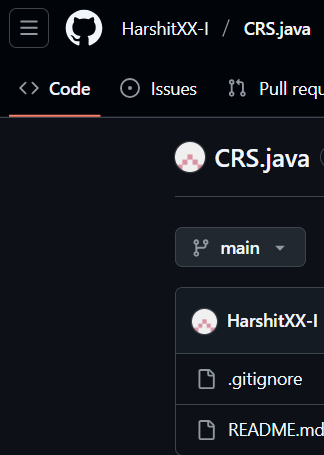 HarshitXX-I / CRS.java
Code Issues Pull requ
CRS.java
main
HarshitXX-I
.gitignore
README.md